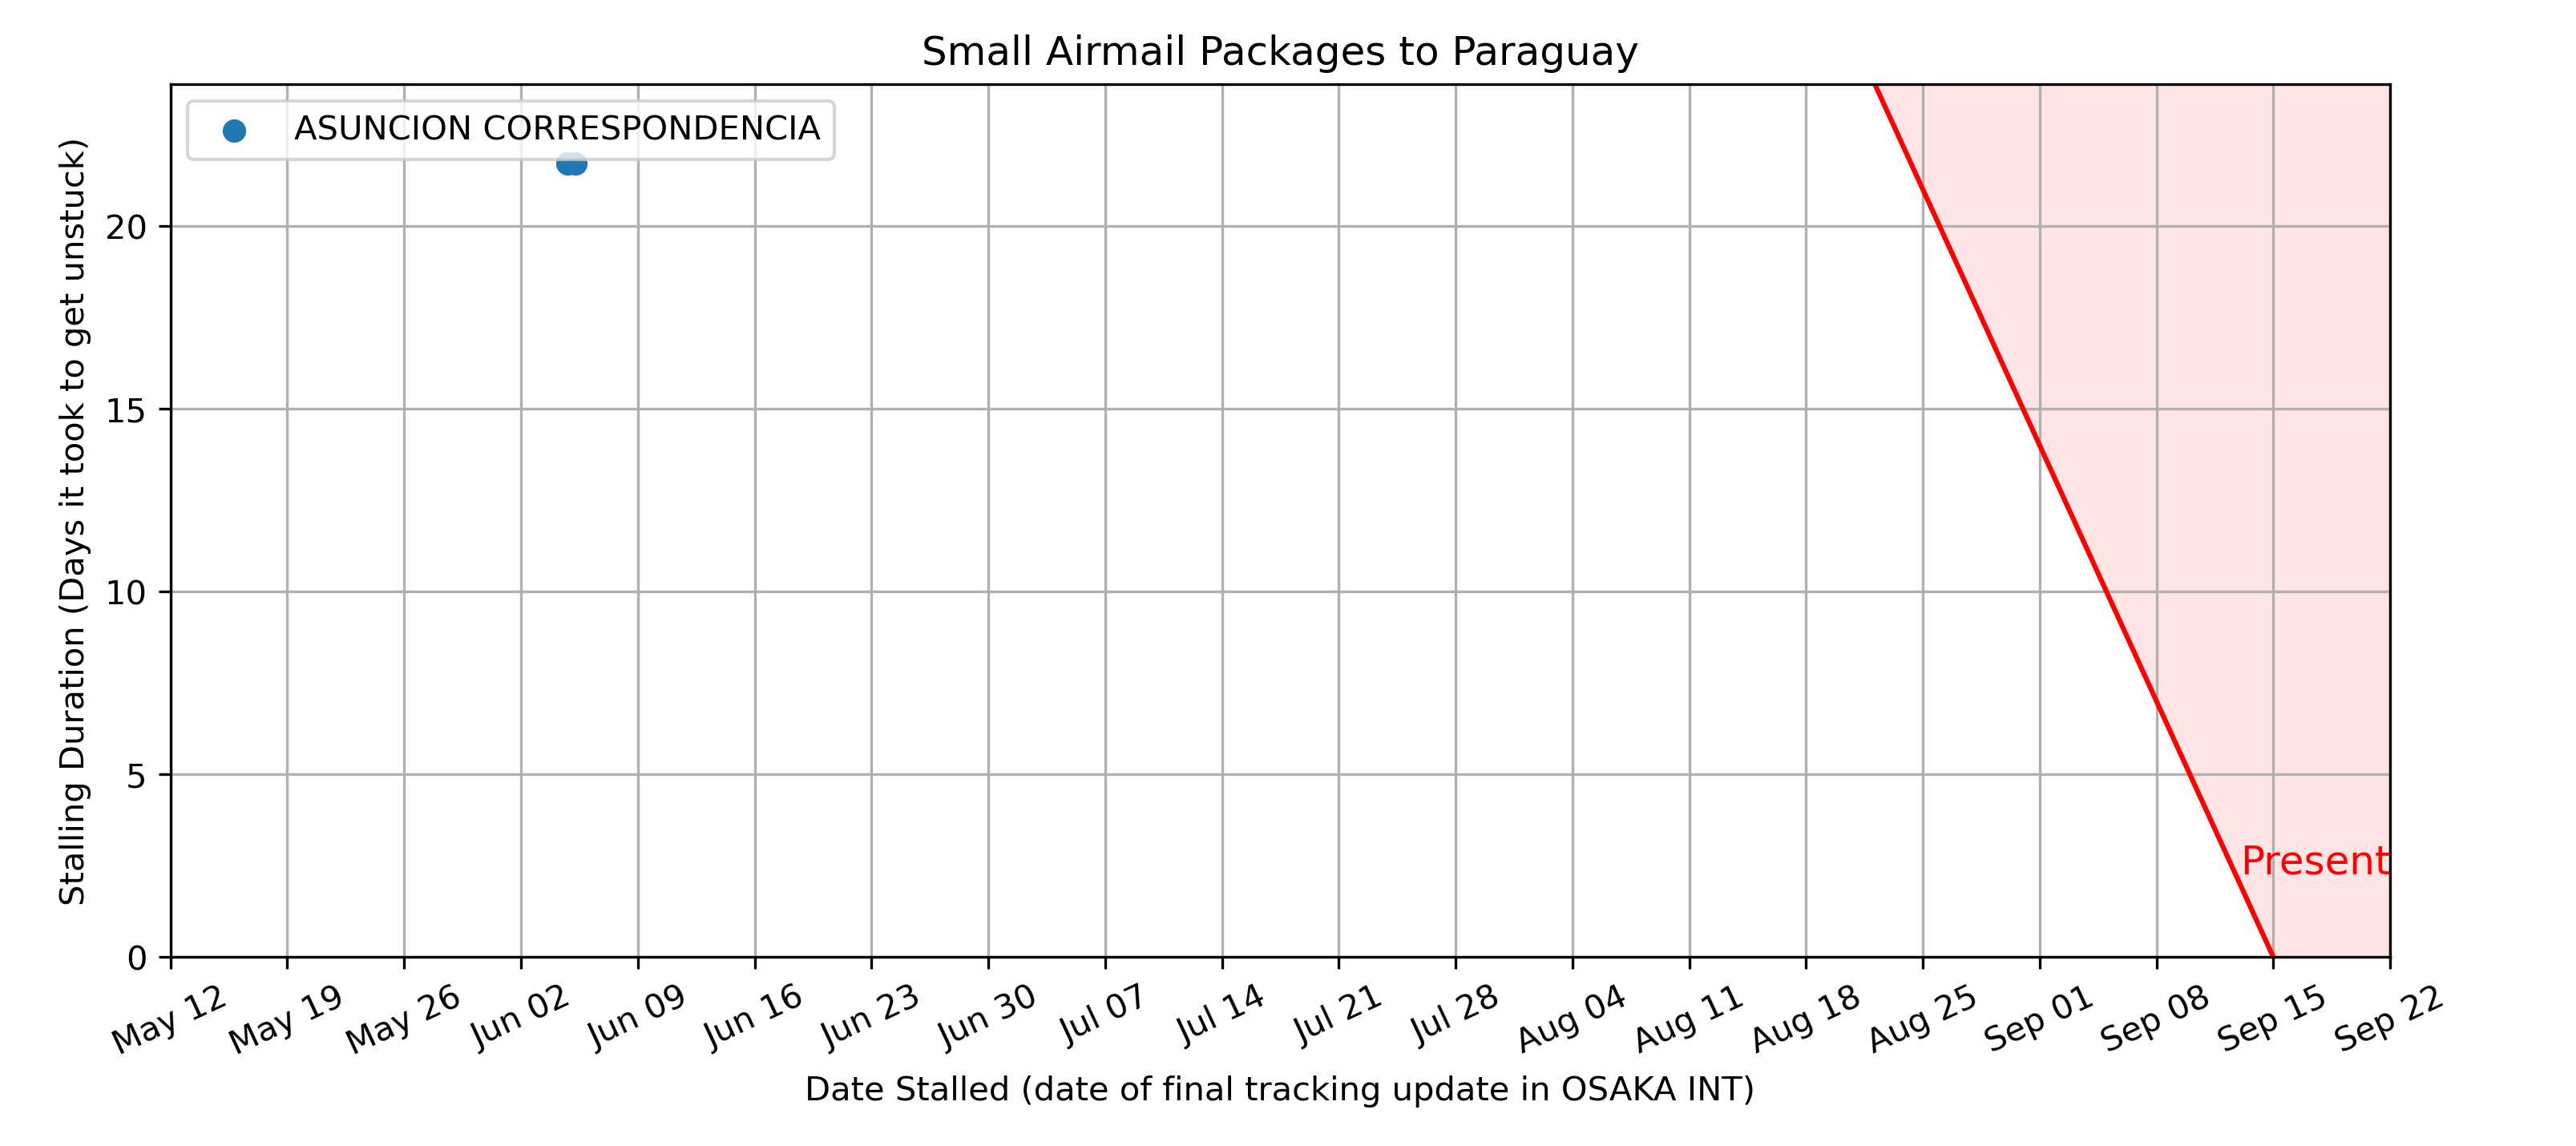 Small Airmail Packages to Paraguay
ASUNCION CORRESPONDENCIA
Stalling Duration (Days it took to get unstuck)
20
15
10
5
0
Present
May 12 May 19 May 26 Jun 02 Jun 09 Jun 16 Jun 23 Jun 30 Jul 07 Jul 14 Jul 21 Jul 28 Aug 04 Aug 11 Aug 18 Aug 25 Sep 01 Sep 08 Sep 15 Sep 22
Date Stalled (date of final tracking update in OSAKA INT)